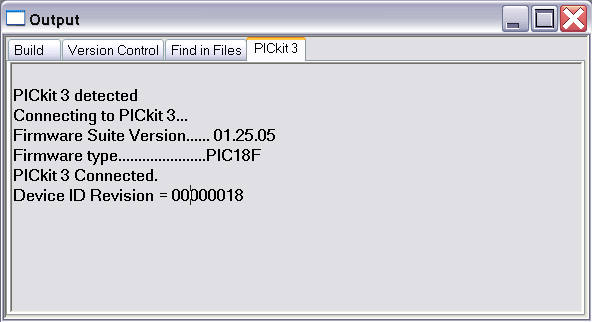 Output
Build Version Control Find in Files PICkit 3
PICkit 3 detected
Connecting to PICkit 3...
Firmware Suite Version...... 01.25.05
Firmware type......................PIC18F
PICkit 3 Connected.
Device ID Revision = 00000018